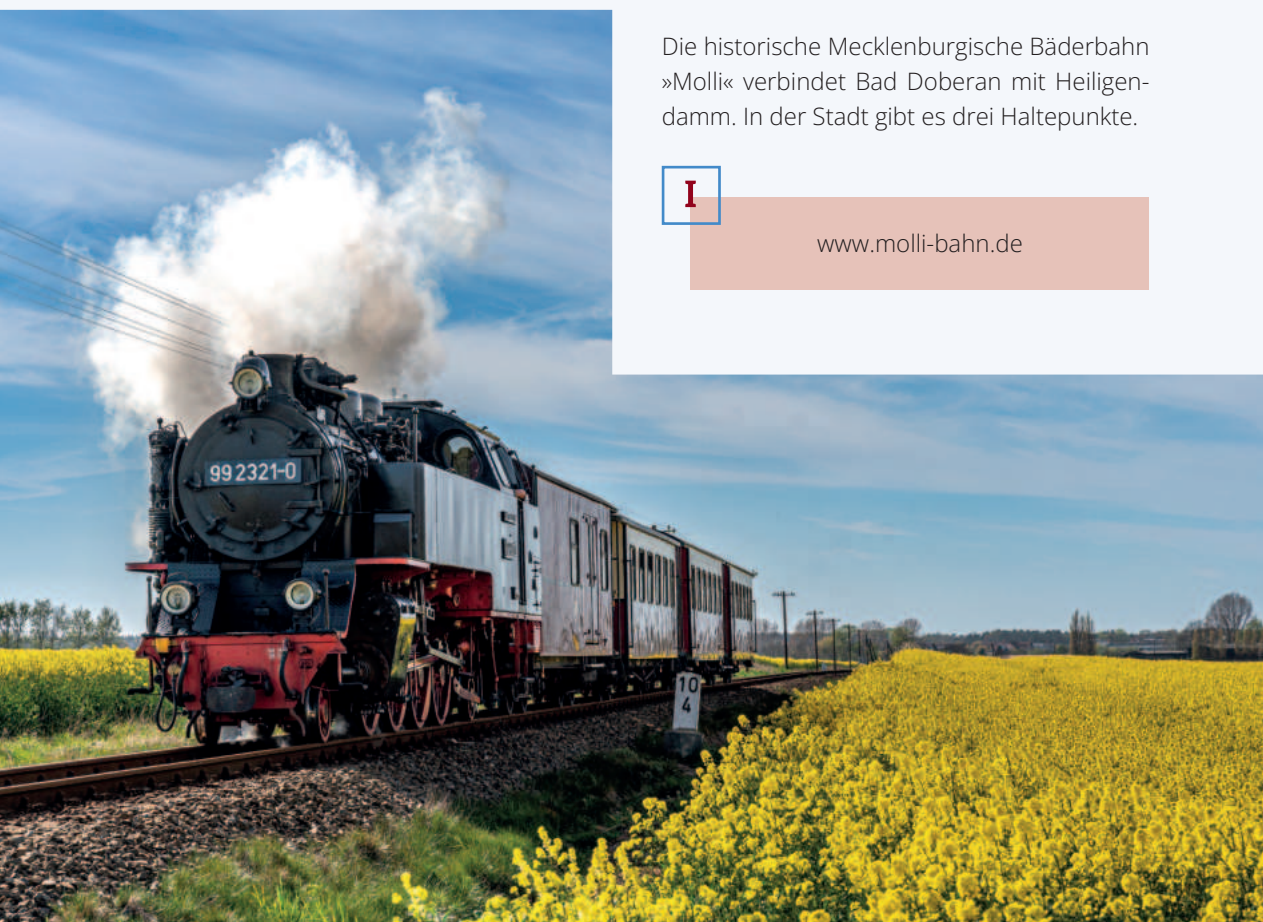 Die historische Mecklenburgische Bäderbahn
»Molli« verbindet Bad Doberan mit Heiligen-
damm. In der Stadt gibt es drei Haltepunkte.
I
www.molli-bahn.de
99 2321-0
10
4